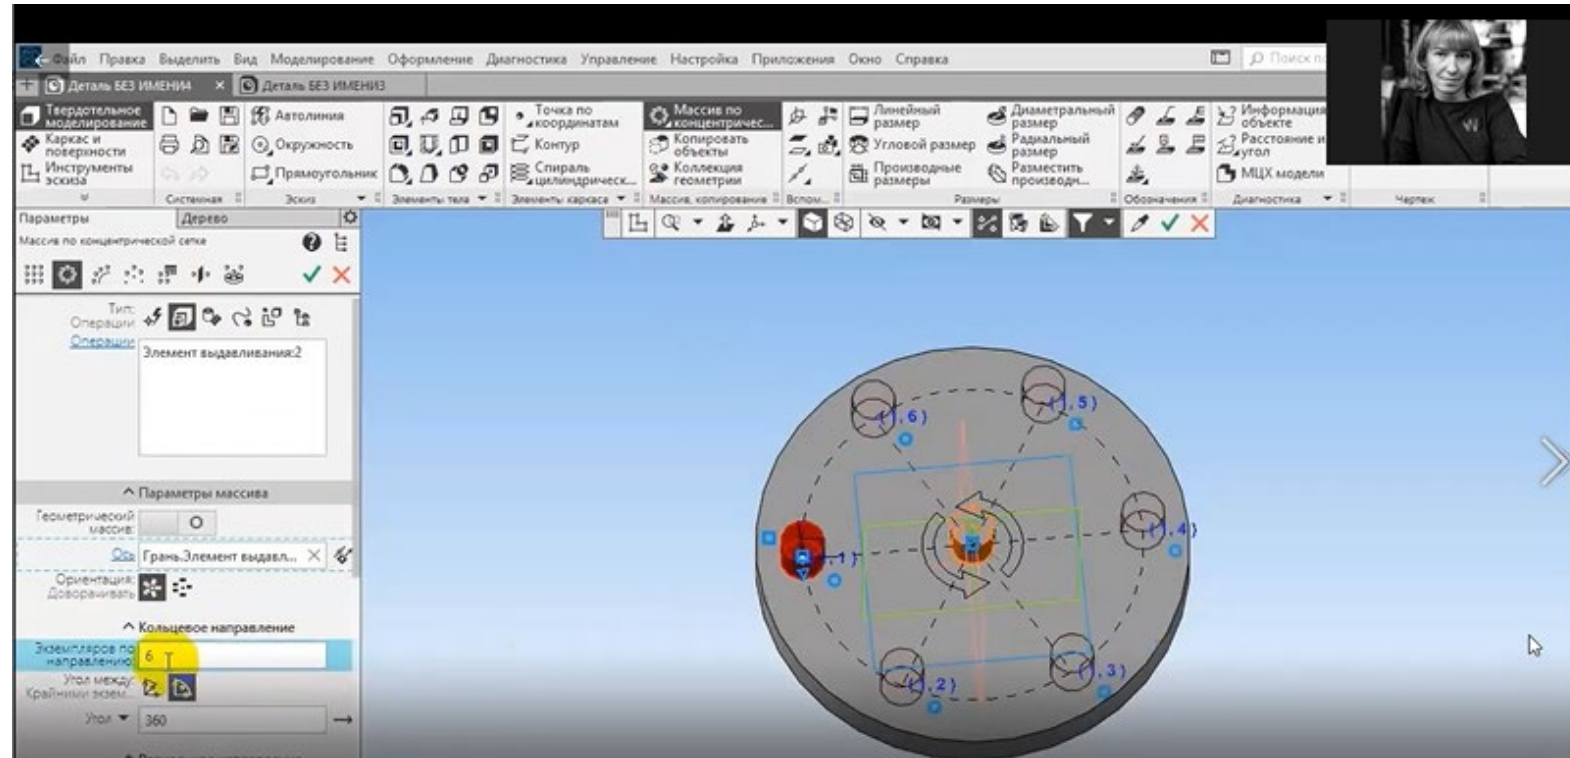 Файл Правка Выделить Вид Моделирование Оформление Диагностика Управление Настройка Приложения Окно Справка
Поиск п
Деталь БЕЗ ИМЕНИ4
Деталь БЕЗ ИМЕНИ3
Твердотельное
моделирование
Каркас и
поверхности
Инструменты
эскиза
Системная
Автолиния
Окружность
Прямоугольник
Эскиз
Элементы тела
Точка по
координатам
Контур
Спираль
цилиндрическ...
Элементы каркаса
Массив по
концентричес...
Копировать
объекты
Коллекция
геометрии
Массив, копирование
Вспом...
Линейный
размер
Угловой размер
Производные
размеры
Диаметральный
размер
Радиальный
размер
Разместить
производн...
Размеры
Обозначения
Информация
объекте
Расстояние и
угол
МЦХ модели
Диагностика
Чертеж
Параметры
Дерево
Массив по концентрической сетке
Тип:
Операции
Операции
Элемент выдавливания:2
Параметры массива
Геометрический
массив:
Ось
Грань.Элемент выдавл...
Ориентация:
Доворачивать
Кольцевое направление
Экземпляров по
направлению:
6
Угол между:
Крайними экзем...
Угол
360
(1,6)
(1,5)
(1,4)
,1)
(1,2)
(1,3)